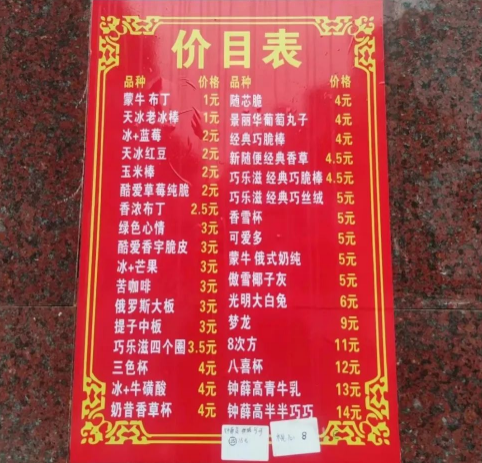 价目表
品种 价格 品种 价格
蒙牛 布丁 1元 随芯脆 4元
天冰老冰棒 1元 景丽华葡萄丸子 4元
冰+蓝莓 2元 经典巧脆棒 4元
天冰红豆 2元 新随便经典香草 4.5元
玉米棒 2元 巧乐滋 经典巧脆棒 4.5元
酷爱草莓纯脆 2元 巧乐滋 经典巧丝绒 5元
香浓布丁 2.5元 香雪杯 5元
绿色心情 3元 可爱多 5元
酷爱香宇脆皮 3元 蒙牛 俄式奶纯 5元
冰+芒果 3元 傲雪椰子灰 5元
苦咖啡 3元 光明大白兔 6元
俄罗斯大板 3元 梦龙 9元
提子中板 3元 8次方 11元
巧乐滋四个圈 3.5元 八喜杯 12元
三色杯 4元 钟薛高青牛乳 13元
冰+牛磺酸 4元 钟薛高半半巧巧 14元
奶昔香草杯 4元
8